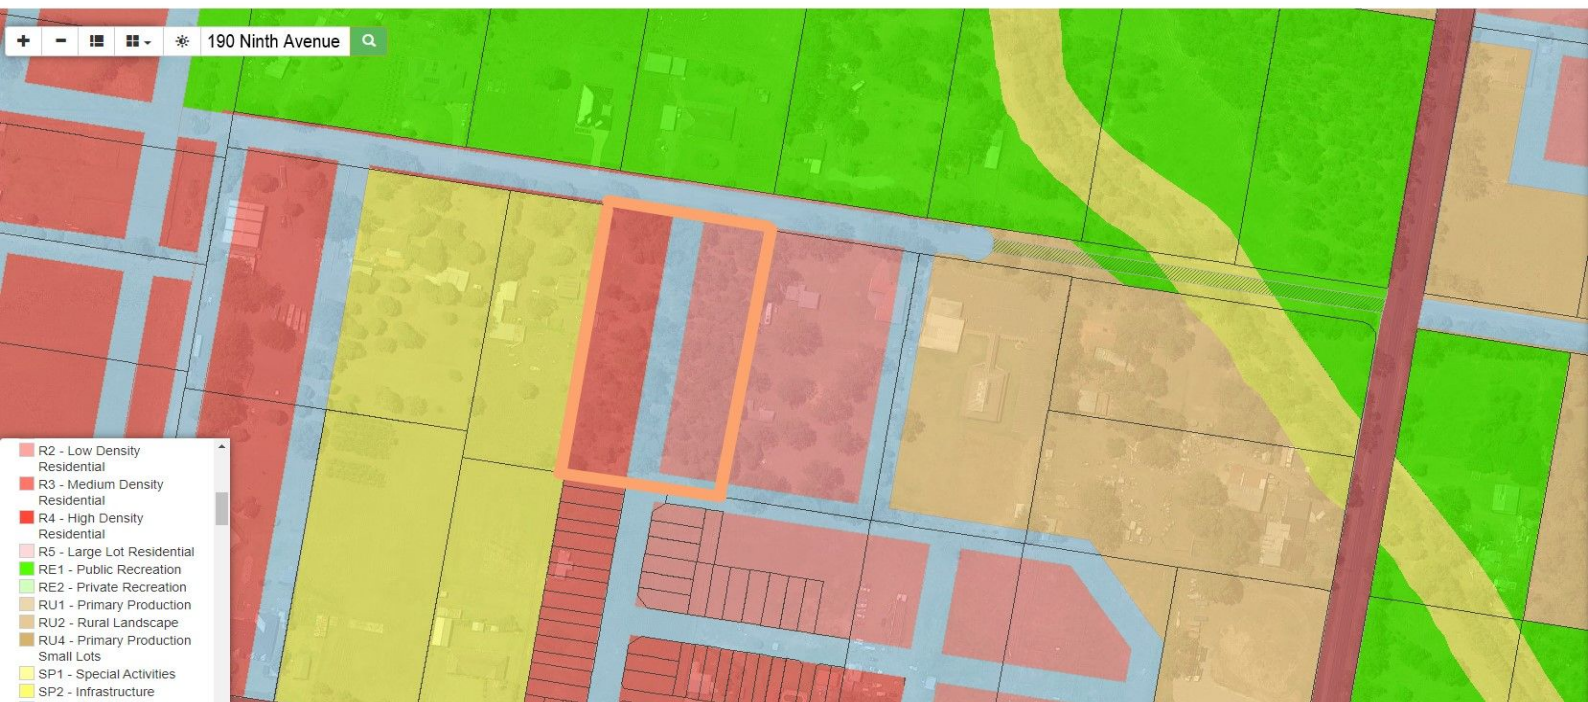 190 Ninth Avenue
R2 - Low Density
Residential
R3 - Medium Density
Residential
R4 - High Density
Residential
R5 - Large Lot Residential
RE1 - Public Recreation
RE2 - Private Recreation
RU1 - Primary Production
RU2 - Rural Landscape
RU4 - Primary Production
Small Lots
SP1 - Special Activities
SP2 - Infrastructure